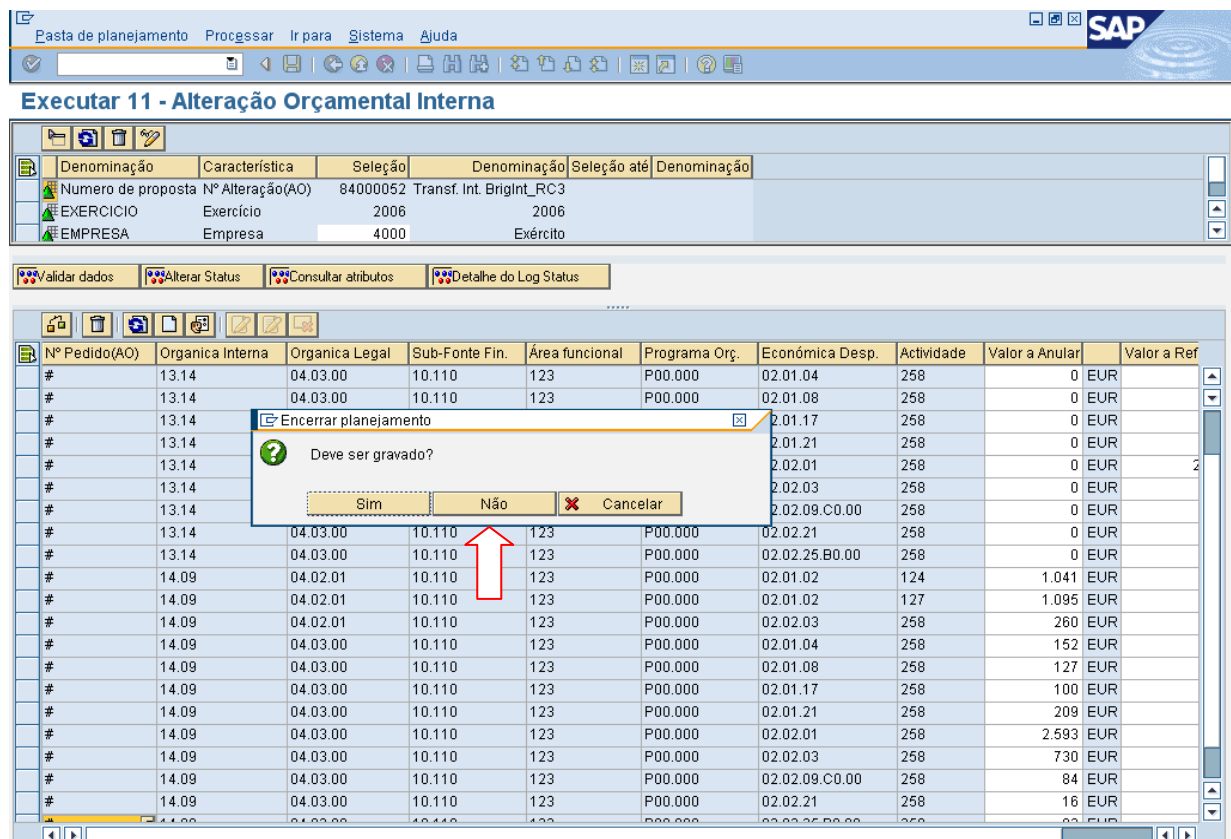 Pasta de planejamento Processar Ir para Sistema Ajuda
SAP
Executar 11 - Alteração Orçamental Interna
Denominação Característica Seleção Denominação Seleção até Denominação
Numero de proposta Nº Alteração(AO) 84000052 Transf. Int. BrigInt_RC3
EXERCICIO Exercício 2006 2006
EMPRESA Empresa 4000 Exército
Validar dados Alterar Status Consultar atributos Detalhe do Log Status
Nº Pedido(AO) Organica Interna Organica Legal Sub-Fonte Fin. Área funcional Programa Orç. Económica Desp. Actividade Valor a Anular Valor a Ref
# 13.14 04.03.00 10.110 123 P00.000 02.01.04 258 0 EUR
# 13.14 04.03.00 10.110 123 P00.000 02.01.08 258 0 EUR
# 13.14 2.01.17 258 0 EUR
# 13.14 2.01.21 258 0 EUR
# 13.14 2.02.01 258 0 EUR 2
# 13.14 2.02.03 258 0 EUR
# 13.14 2.02.09.C0.00 258 0 EUR
Encerrar planejamento
Deve ser gravado?
Sim Não Cancelar
# 13.14 04.03.00 10.110 123 P00.000 02.02.21 258 0 EUR
# 13.14 04.03.00 10.110 123 P00.000 02.02.25.B0.00 258 0 EUR
# 14.09 04.02.01 10.110 123 P00.000 02.01.02 124 1.041 EUR
# 14.09 04.02.01 10.110 123 P00.000 02.01.02 127 1.095 EUR
# 14.09 04.02.01 10.110 123 P00.000 02.02.03 258 260 EUR
# 14.09 04.03.00 10.110 123 P00.000 02.01.04 258 152 EUR
# 14.09 04.03.00 10.110 123 P00.000 02.01.08 258 127 EUR
# 14.09 04.03.00 10.110 123 P00.000 02.01.17 258 100 EUR
# 14.09 04.03.00 10.110 123 P00.000 02.01.21 258 209 EUR
# 14.09 04.03.00 10.110 123 P00.000 02.02.01 258 2.593 EUR
# 14.09 04.03.00 10.110 123 P00.000 02.02.03 258 730 EUR
# 14.09 04.03.00 10.110 123 P00.000 02.02.09.C0.00 258 84 EUR
# 14.09 04.03.00 10.110 123 P00.000 02.02.21 258 16 EUR